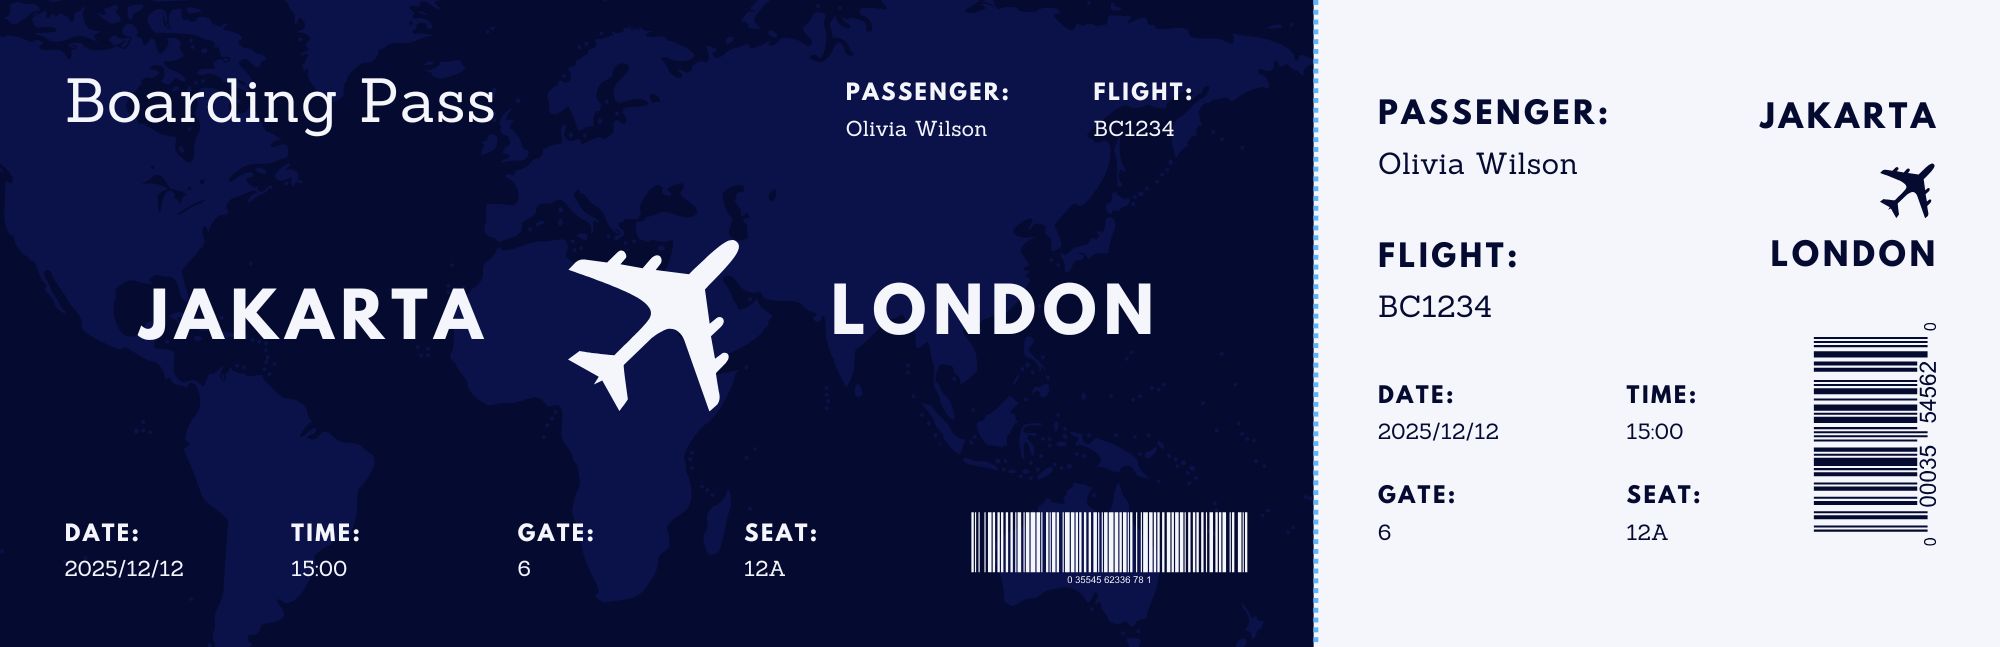 Boarding Pass
PASSENGER:
Olivia Wilson
FLIGHT:
BC1234
JAKARTA
LONDON
DATE:
2025/12/12
TIME:
15:00
GATE:
6
SEAT:
12A
0 35545 62336 78 1
PASSENGER:
Olivia Wilson
JAKARTA
LONDON
FLIGHT:
BC1234
DATE:
2025/12/12
TIME:
15:00
GATE:
6
SEAT:
12A
0 00035 54562 0